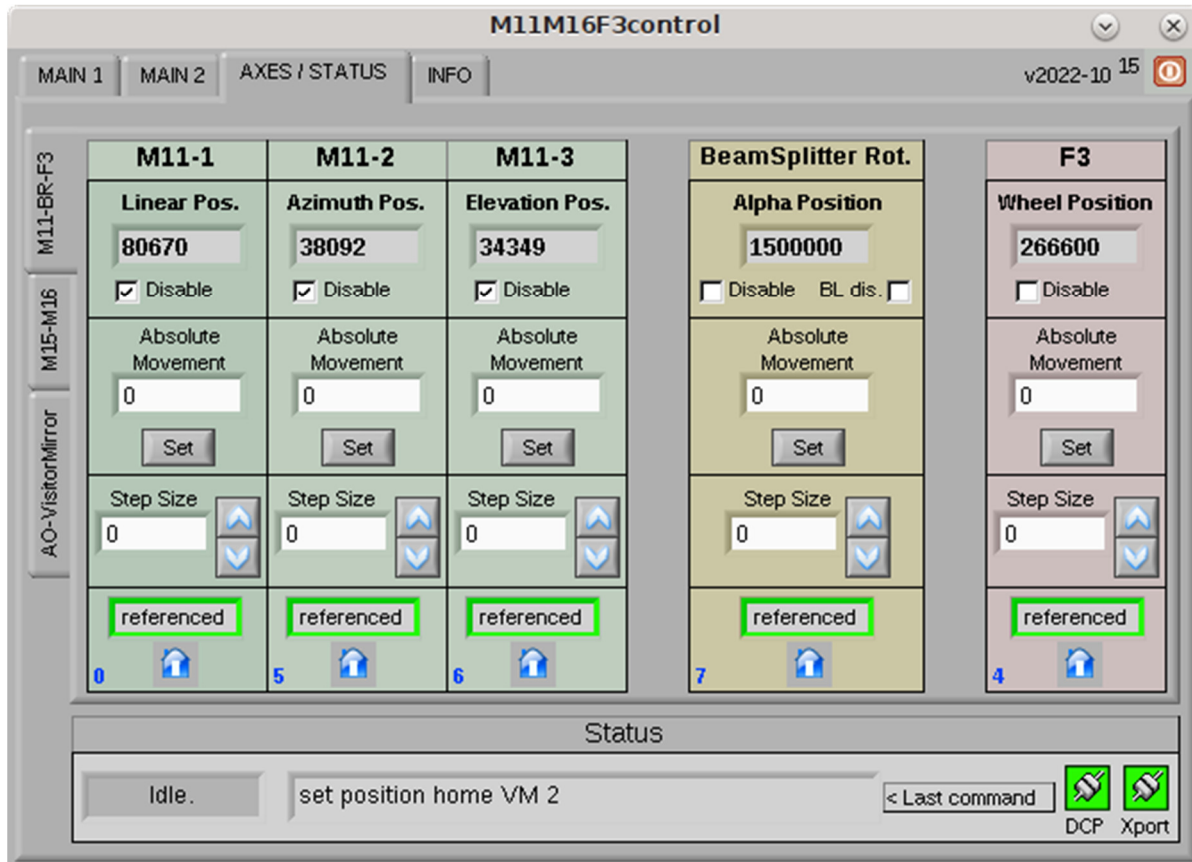 M11M16F3control
MAIN 1 MAIN 2 AXES / STATUS INFO v2022-10 15
M11-BR-F3
M15-M16
AO-VisitorMirror
M11-1 M11-2 M11-3 BeamSplitter Rot. F3
Linear Pos. Azimuth Pos. Elevation Pos. Alpha Position Wheel Position
80670 38092 34349 1500000 266600
Disable Disable Disable Disable BL dis. Disable
Absolute Absolute Absolute Absolute Absolute
Movement Movement Movement Movement Movement
0 0 0 0 0
Set Set Set Set Set
Step Size Step Size Step Size Step Size Step Size
0 0 0 0 0
referenced referenced referenced referenced referenced
0 5 6 7 4
Status
Idle. set position home VM 2 < Last command
DCP Xport